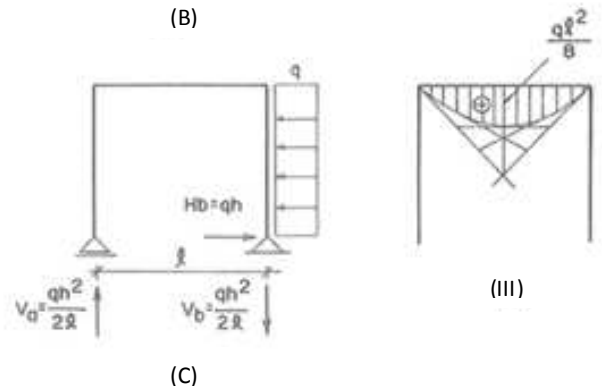 (B)
qℓ²/8
q
Hb=qh
ℓ
(III)
Va=qh²/2ℓ
Vb=qh²/2ℓ
(C)